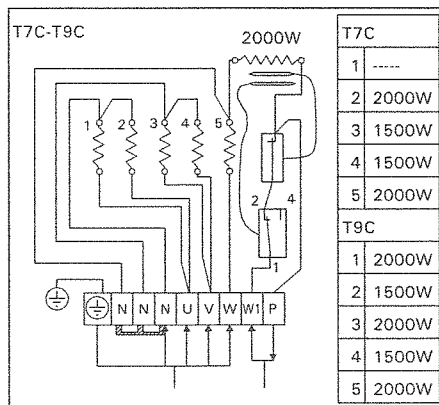 T7C-T9C
2000W
1 2 3 4 5
2 4
1
N N N U V W W1 P
T7C
1 -----
2 2000W
3 1500W
4 1500W
5 2000W
T9C
1 2000W
2 1500W
3 2000W
4 1500W
5 2000W